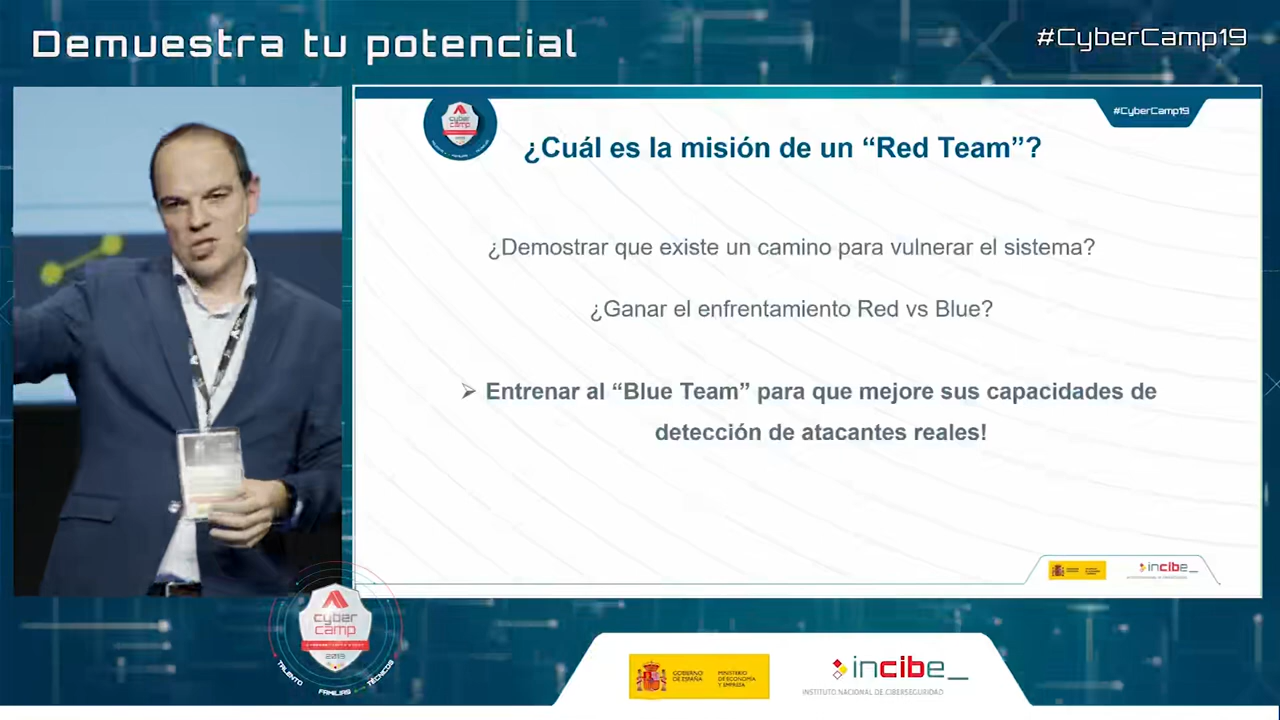 Demuestra tu potencial
#CyberCamp19
#CyberCamp19
cyber
camp
¿Cuál es la misión de un “Red Team”?
¿Demostrar que existe un camino para vulnerar el sistema?
¿Ganar el enfrentamiento Red vs Blue?
➢ Entrenar al “Blue Team” para que mejore sus capacidades de
detección de atacantes reales!
incibe_
cyber
camp
2019
TALENTO FAMILIAS TÉCNICOS
GOBIERNO
DE ESPAÑA
MINISTERIO
DE ECONOMÍA
Y EMPRESA
incibe_
INSTITUTO NACIONAL DE CIBERSEGURIDAD